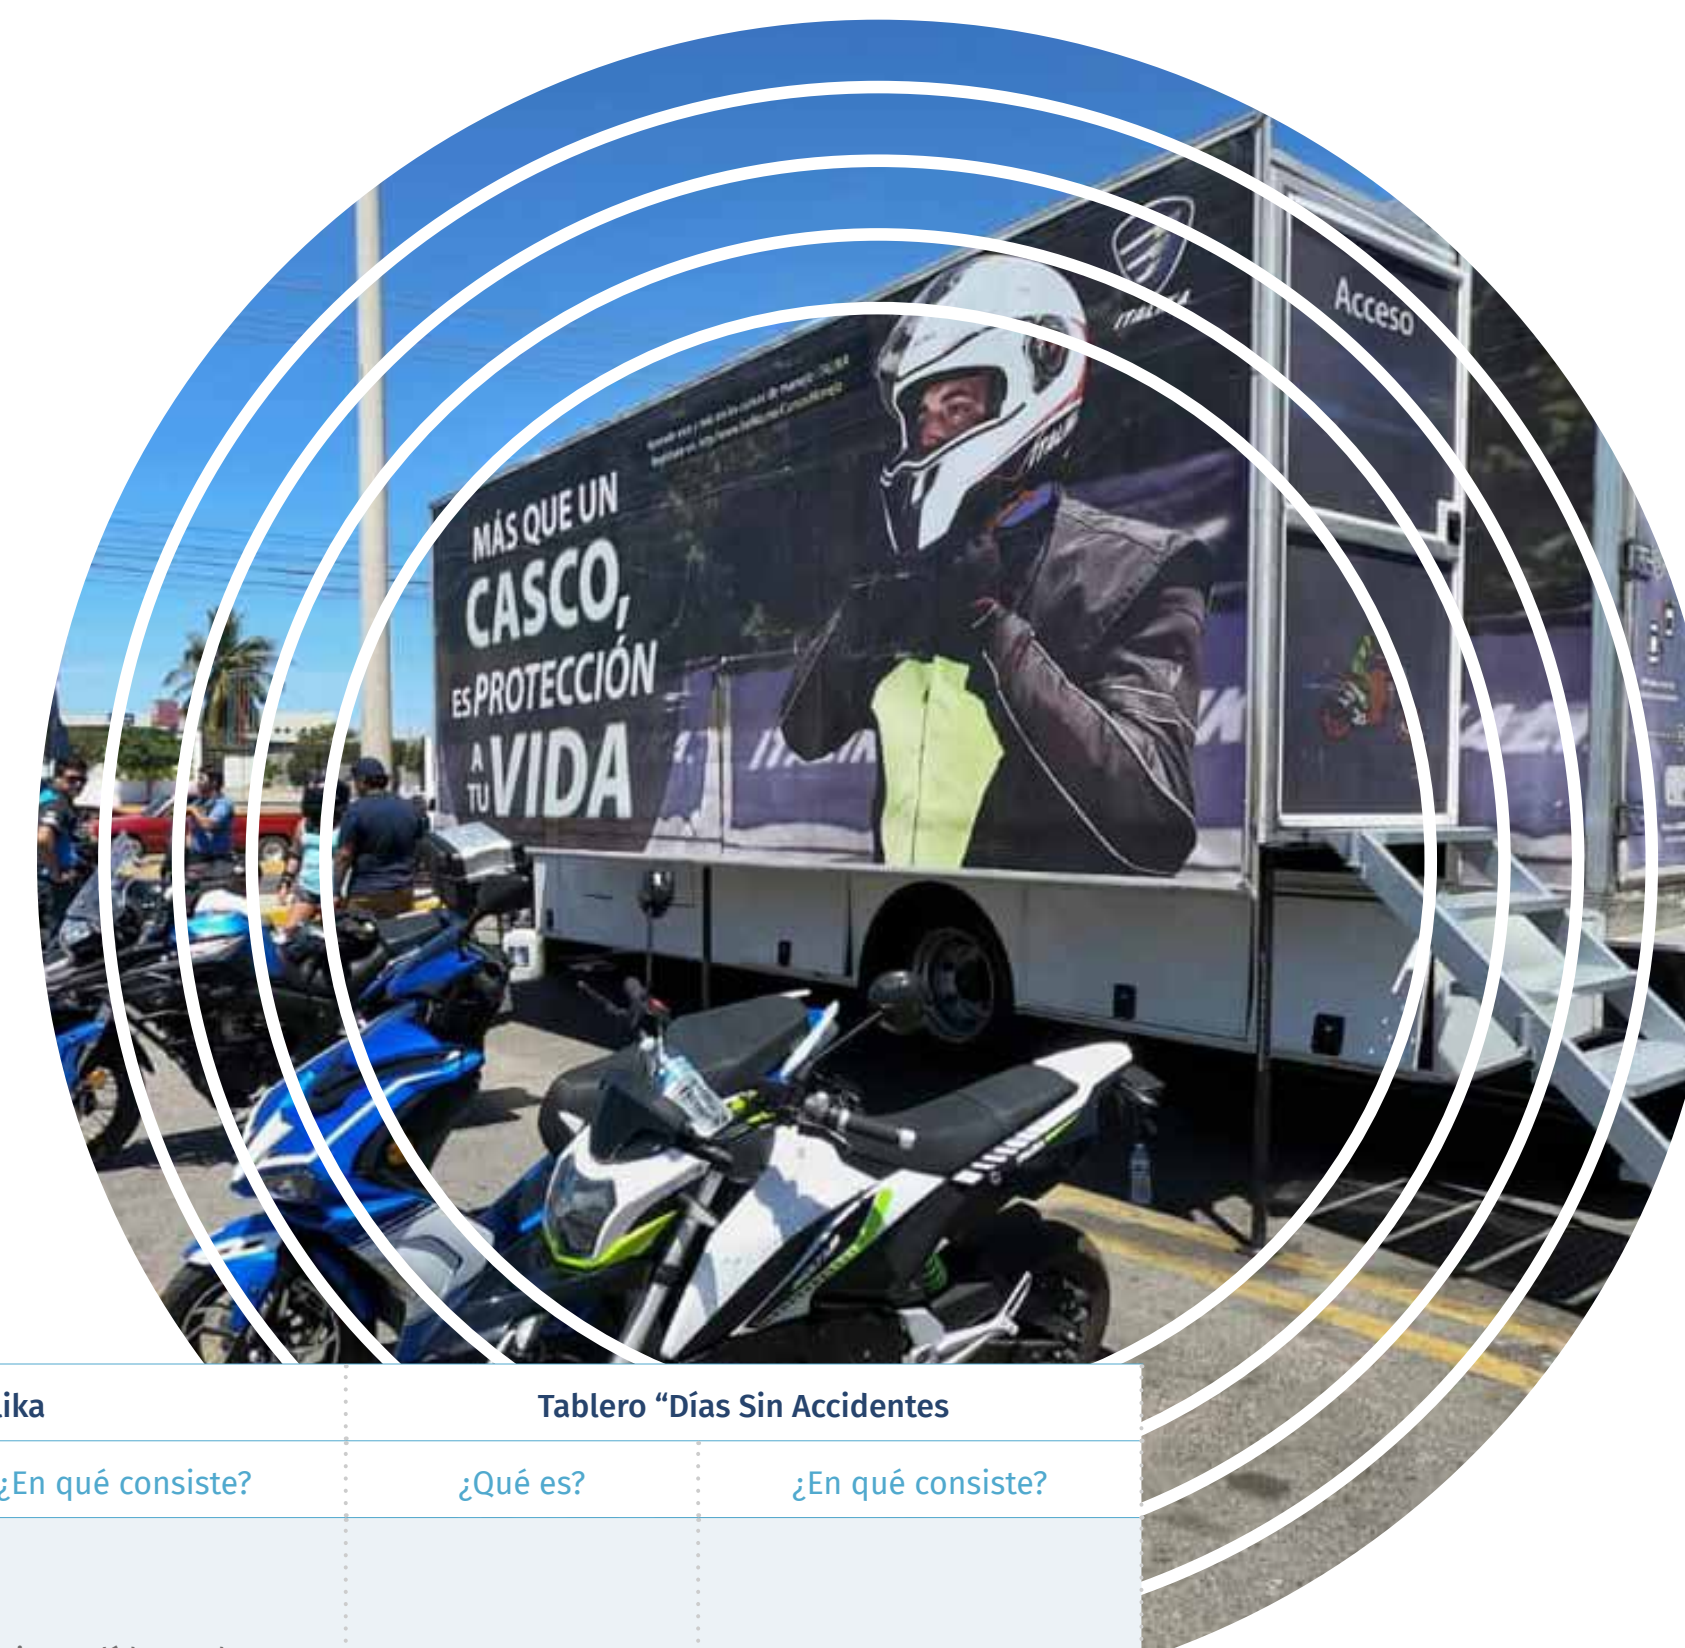 Acceso
ITALIKA
MÁS QUE UN
CASCO,
ES PROTECCIÓN
A
TU VIDA
Tablero “Días Sin Accidentes
¿En qué consiste?
¿Qué es?
¿En qué consiste?